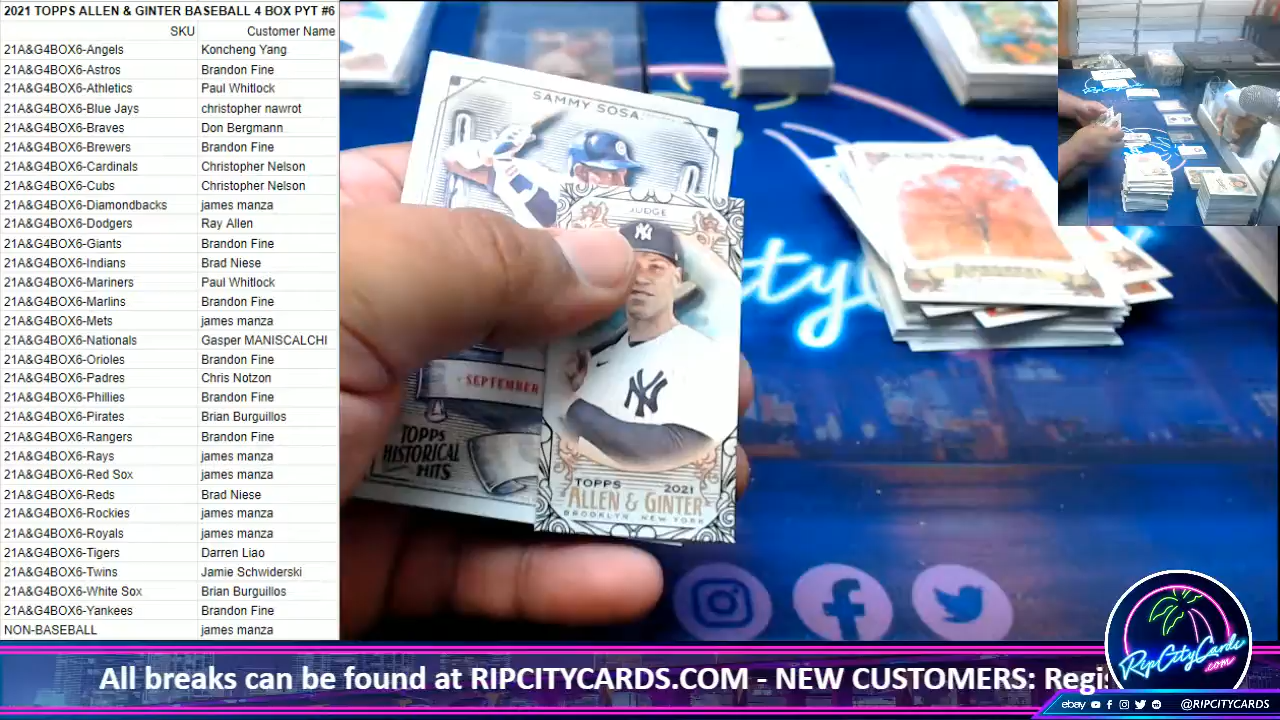 2021 TOPPS ALLEN & GINTER BASEBALL 4 BOX PYT #6
SKU Customer Name
21A&G4BOX6-Angels Koncheng Yang
21A&G4BOX6-Astros Brandon Fine
21A&G4BOX6-Athletics Paul Whitlock
21A&G4BOX6-Blue Jays christopher nawrot
21A&G4BOX6-Braves Don Bergmann
21A&G4BOX6-Brewers Brandon Fine
21A&G4BOX6-Cardinals Christopher Nelson
21A&G4BOX6-Cubs Christopher Nelson
21A&G4BOX6-Diamondbacks james manza
21A&G4BOX6-Dodgers Ray Allen
21A&G4BOX6-Giants Brandon Fine
21A&G4BOX6-Indians Brad Niese
21A&G4BOX6-Mariners Paul Whitlock
21A&G4BOX6-Marlins Brandon Fine
21A&G4BOX6-Mets james manza
21A&G4BOX6-Nationals Gasper MANISCALCHI
21A&G4BOX6-Orioles Brandon Fine
21A&G4BOX6-Padres Chris Notzon
21A&G4BOX6-Phillies Brandon Fine
21A&G4BOX6-Pirates Brian Burguillos
21A&G4BOX6-Rangers Brandon Fine
21A&G4BOX6-Rays james manza
21A&G4BOX6-Red Sox james manza
21A&G4BOX6-Reds Brad Niese
21A&G4BOX6-Rockies james manza
21A&G4BOX6-Royals james manza
21A&G4BOX6-Tigers Darren Liao
21A&G4BOX6-Twins Jamie Schwiderski
21A&G4BOX6-White Sox Brian Burguillos
21A&G4BOX6-Yankees Brandon Fine
NON-BASEBALL james manza
SAMMY SOSA
JUDGE
NY
NY
SEPTEMBER
TOPPS
HISTORICAL
HITS
TOPPS 2021
ALLEN & GINTER
BROOKLYN, NEW YORK
ty
All Breaks can be found at RIPCITYCARDS.COM - NEW CUSTOMERS: Regis
RipCityCards
.com
ebay @RIPCITYCARDS